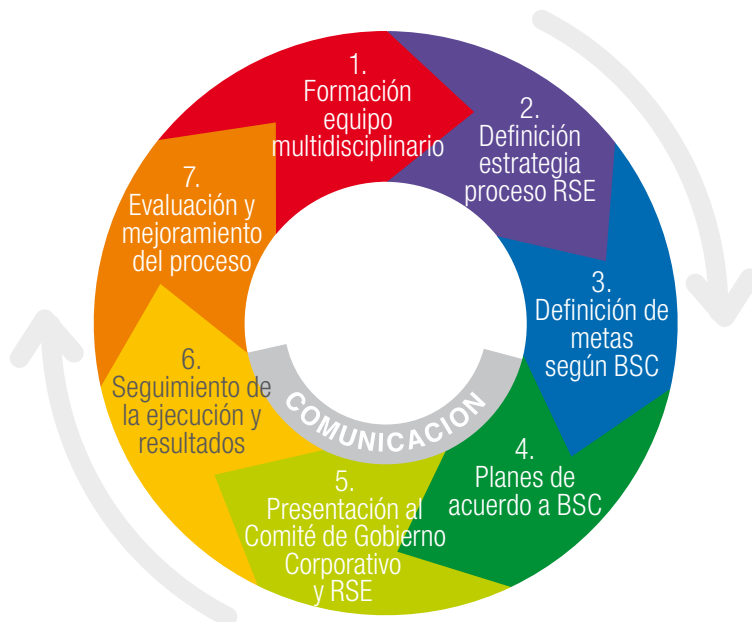 1.
Formación
equipo
multidisciplinario
2.
Definición
estrategia
proceso RSE
3.
Definición de
metas
según BSC
4.
Planes de
acuerdo a BSC
5.
Presentación al
Comité de Gobierno
Corporativo
y RSE
6.
Seguimiento de
la ejecución y
resultados
7.
Evaluación y
mejoramiento
del proceso
COMUNICACION